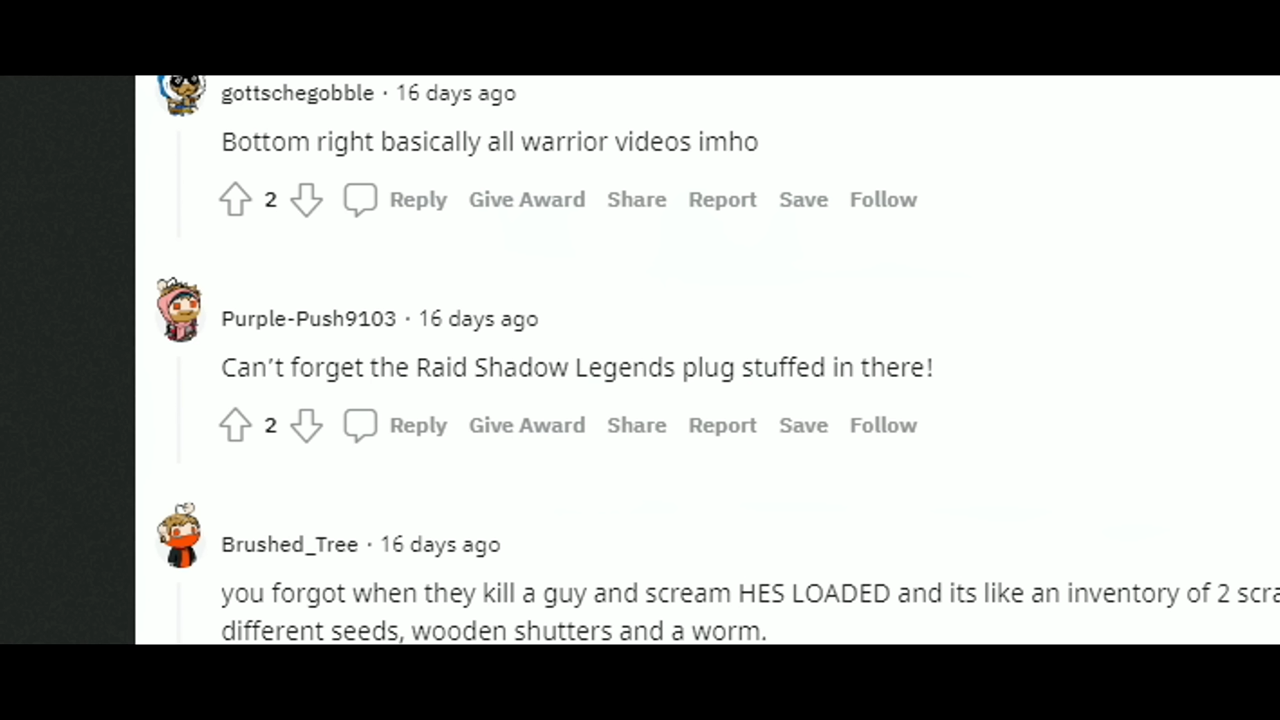 gottschegobble · 16 days ago
Bottom right basically all warrior videos imho
2 Reply Give Award Share Report Save Follow
Purple-Push9103 · 16 days ago
Can't forget the Raid Shadow Legends plug stuffed in there!
2 Reply Give Award Share Report Save Follow
Brushed_Tree · 16 days ago
you forgot when they kill a guy and scream HES LOADED and its like an inventory of 2 scra
different seeds, wooden shutters and a worm.